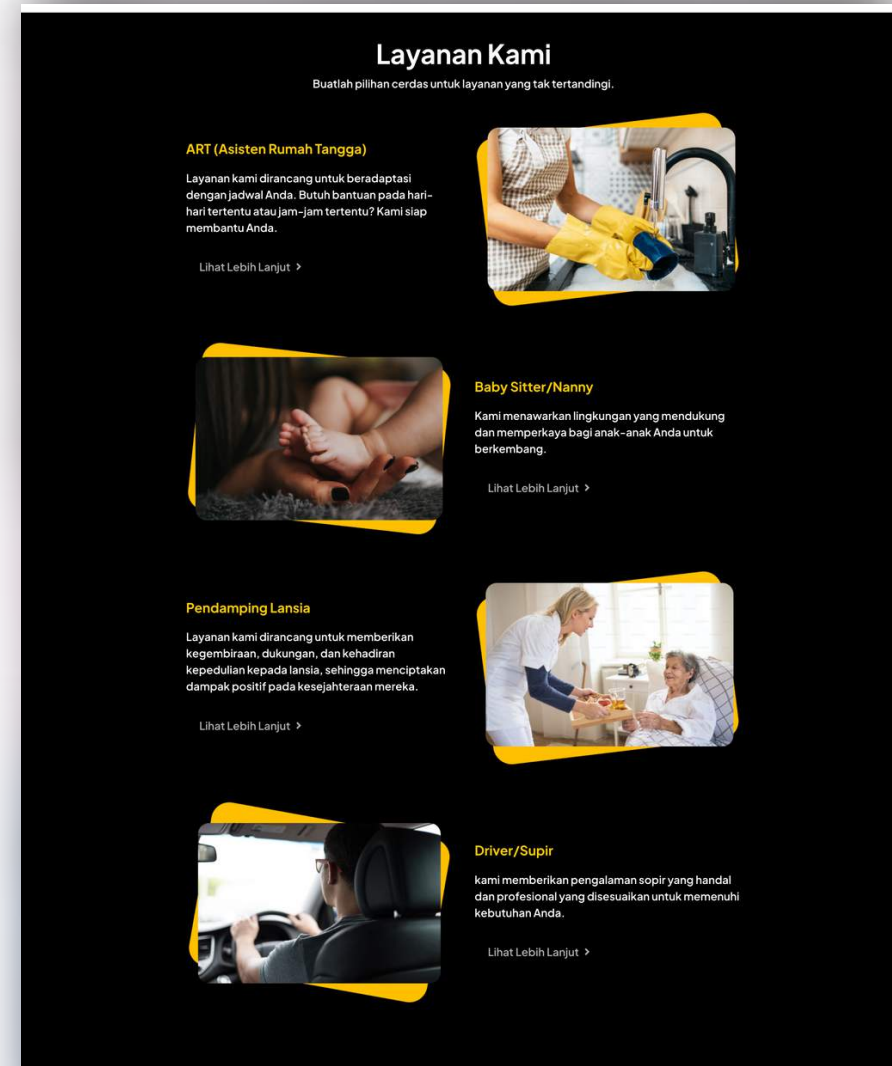 Layanan Kami
Buatlah pilihan cerdas untuk layanan yang tak tertandingi.
ART (Asisten Rumah Tangga)
Layanan kami dirancang untuk beradaptasi
dengan jadwal Anda. Butuh bantuan pada hari-
hari tertentu atau jam-jam tertentu? Kami siap
membantu Anda.
Lihat Lebih Lanjut >
Baby Sitter/Nanny
Kami menawarkan lingkungan yang mendukung
dan memperkaya bagi anak-anak Anda untuk
berkembang.
Lihat Lebih Lanjut >
Pendamping Lansia
Layanan kami dirancang untuk memberikan
kegembiraan, dukungan, dan kehadiran
kepedulian kepada lansia, sehingga menciptakan
dampak positif pada kesejahteraan mereka.
Lihat Lebih Lanjut >
Driver/Supir
kami memberikan pengalaman sopir yang handal
dan profesional yang disesuaikan untuk memenuhi
kebutuhan Anda.
Lihat Lebih Lanjut >